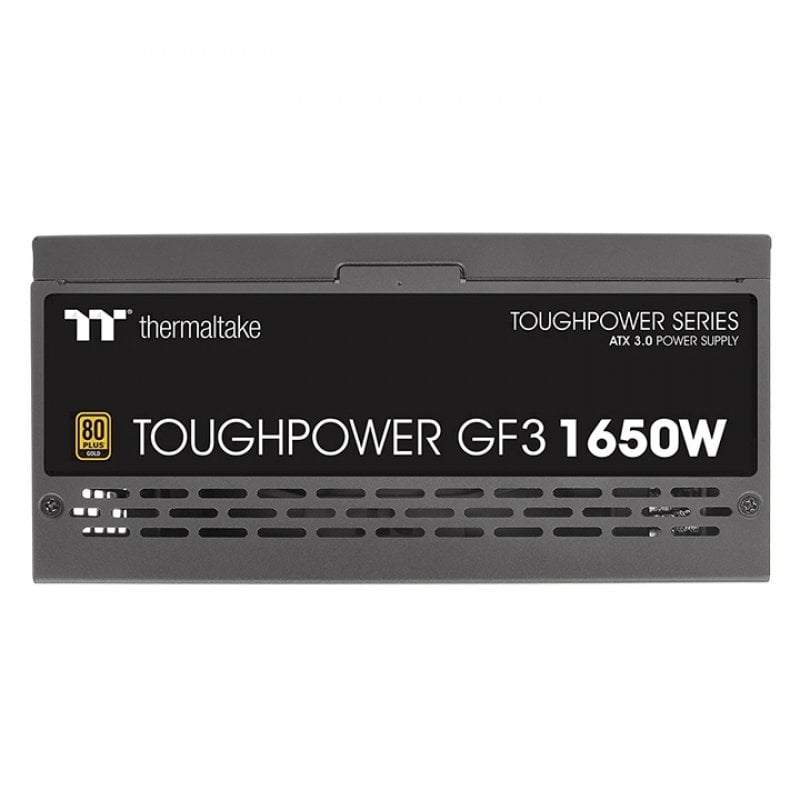 thermaltake
TOUGHPOWER SERIES
ATX 3.0 POWER SUPPLY
80
PLUS
GOLD
TOUGHPOWER GF3 1650W